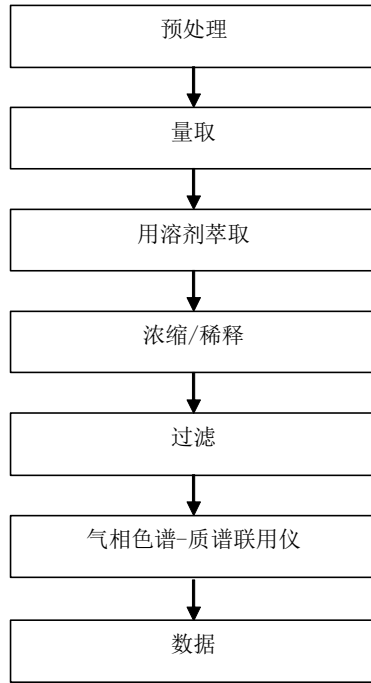 预处理
量取
用溶剂萃取
浓缩/稀释
过滤
气相色谱-质谱联用仪
数据